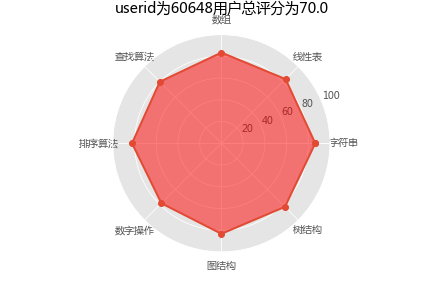 userid为60648用户总评分为70.0
数组
查找算法
线性表
100
80
60
40
20
排序算法
字符串
数字操作
树结构
图结构